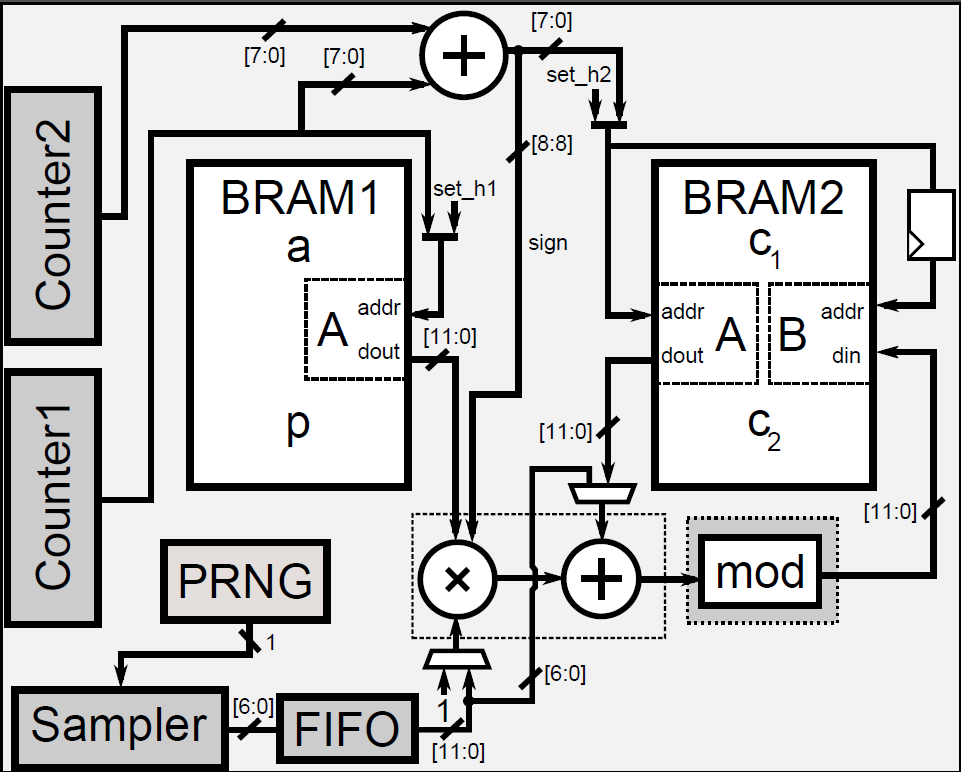 [7:0]
[7:0]
[7:0]
+
set_h2
Counter2
[8:8]
BRAM1
set_h1
BRAM2
a
sign
c1
A
addr
dout
[11:0]
addr
dout
A
B
addr
din
p
c2
[11:0]
[11:0]
Counter1
PRNG
×
+
mod
1
[6:0]
Sampler
[6:0]
FIFO
1
[11:0]